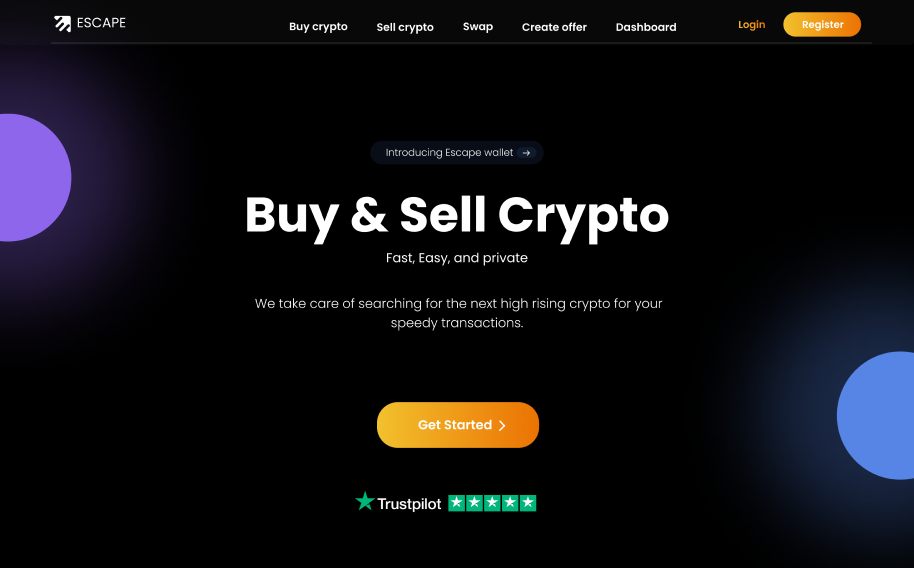 ESCAPE
Buy crypto
Sell crypto
Swap
Create offer
Dashboard
Login
Register
Introducing Escape wallet →
Buy & Sell Crypto
Fast, Easy, and private
We take care of searching for the next high rising crypto for your
speedy transactions.
Get Started
Trustpilot